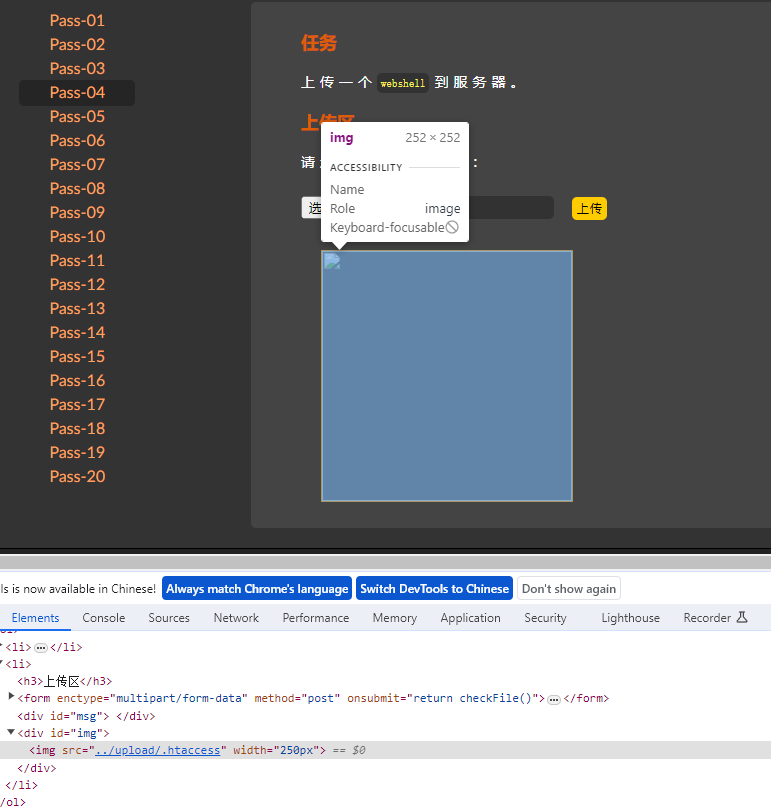 Pass-01
Pass-02
Pass-03
Pass-04
Pass-05
Pass-06
Pass-07
Pass-08
Pass-09
Pass-10
Pass-11
Pass-12
Pass-13
Pass-14
Pass-15
Pass-16
Pass-17
Pass-18
Pass-19
Pass-20
任务
上传一个 webshell 到服务器。
上传区
img 252 × 252
ACCESSIBILITY
请 :
Name
Role image
Keyboard-focusable
选 上传
ls is now available in Chinese! Always match Chrome's language Switch DevTools to Chinese Don't show again
Elements Console Sources Network Performance Memory Application Security Lighthouse Recorder
<li> … </li>
<li>
<h3>上传区</h3>
<form enctype="multipart/form-data" method="post" onsubmit="return checkFile()"> … </form>
<div id="msg"> </div>
<div id="img">
<img src="../upload/.htaccess" width="250px"> == $0
</div>
</li>
/ol>